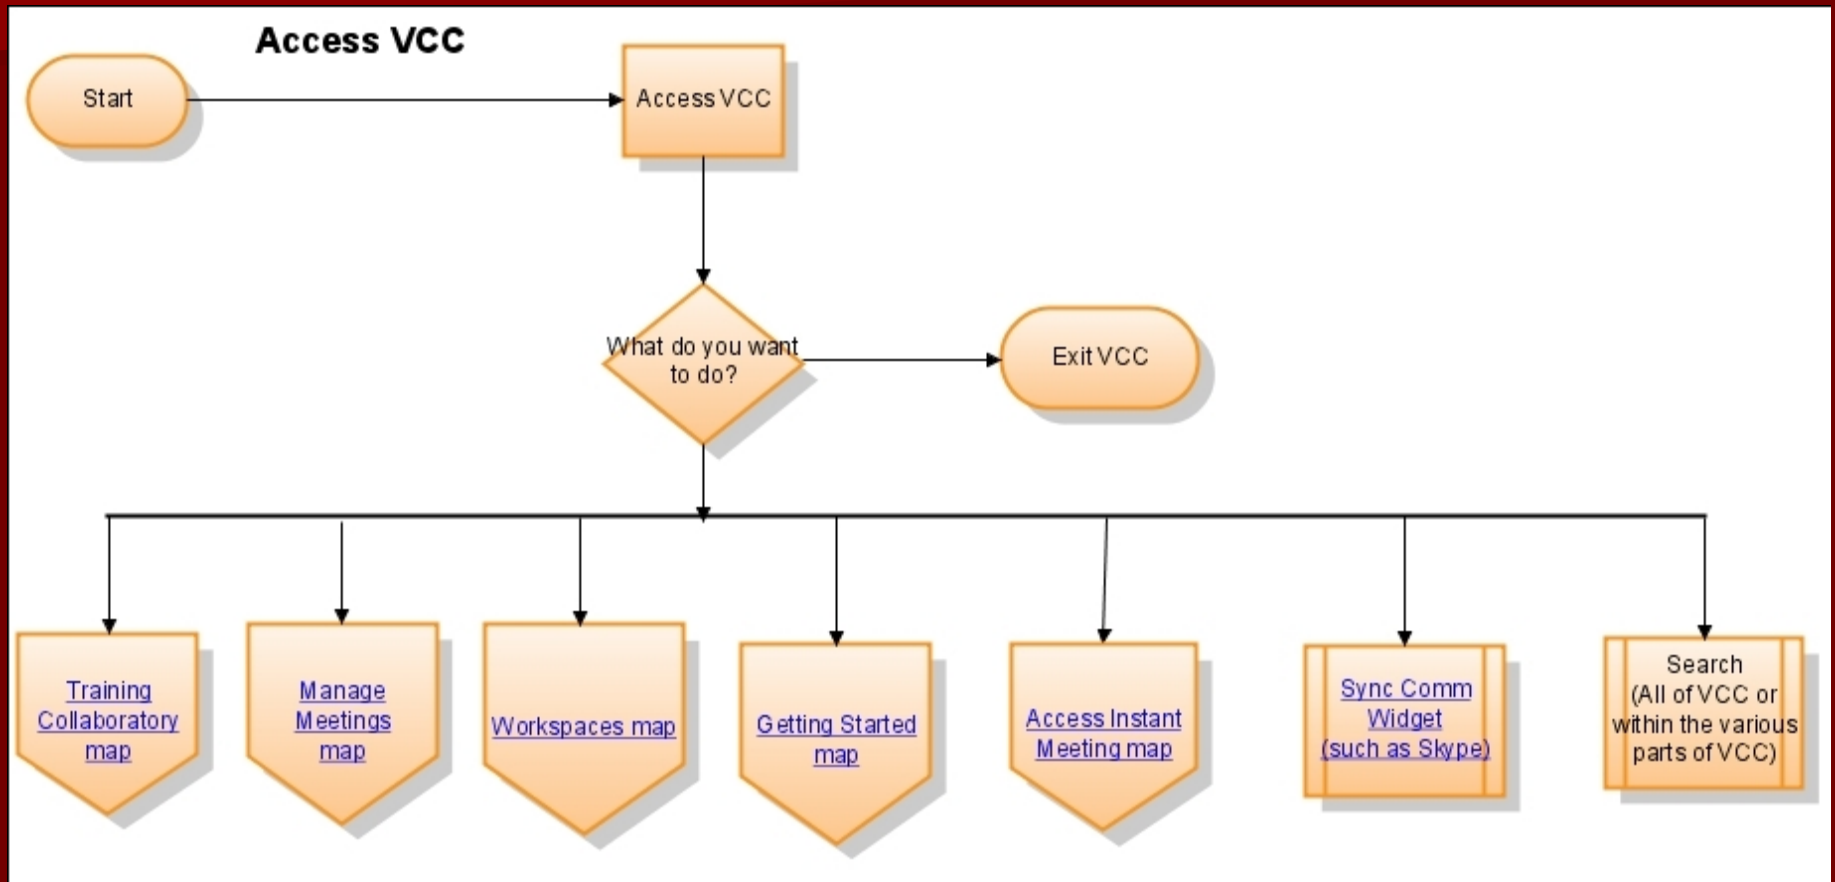 Access VCC
Start
Access VCC
What do you want
to do?
Exit VCC
Training
Collaboratory
map
Manage
Meetings
map
Workspaces map
Getting Started
map
Access Instant
Meeting map
Sync Comm
Widget
(such as Skype)
Search
(All of VCC or
within the various
parts of VCC)